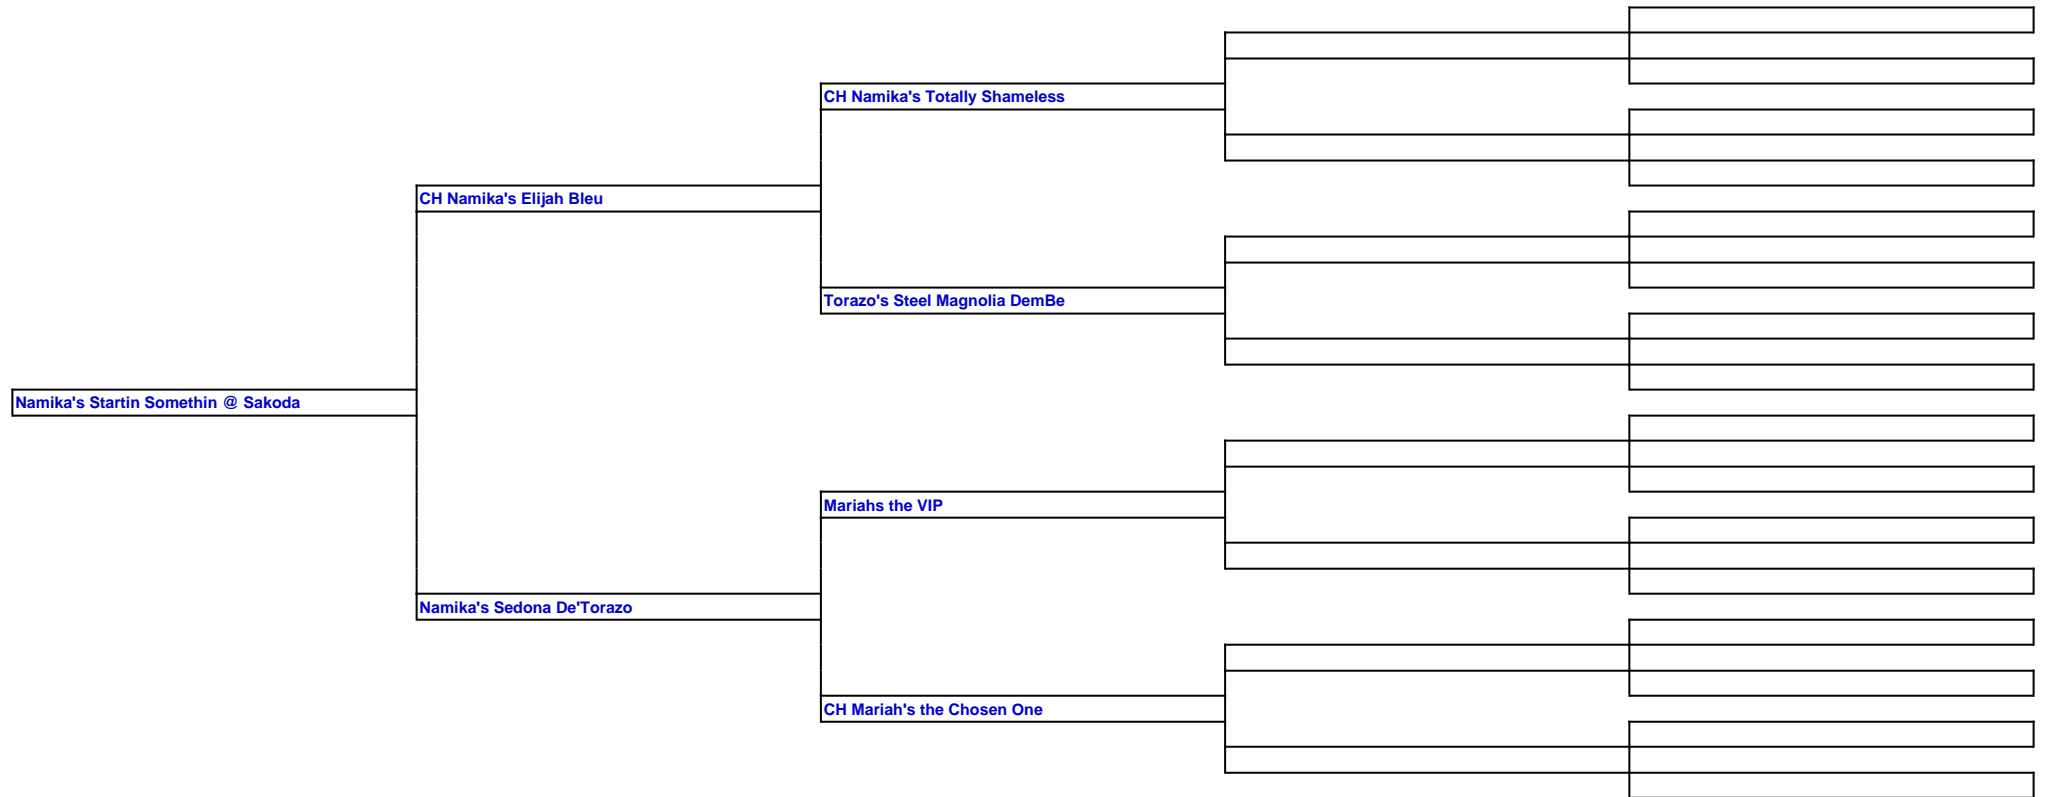 CH Namika's Totally Shameless
CH Namika's Elijah Bleu
Torazo's Steel Magnolia DemBe
Namika's Startin Somethin @ Sakoda
Mariahs the VIP
Namika's Sedona De'Torazo
CH Mariah's the Chosen One